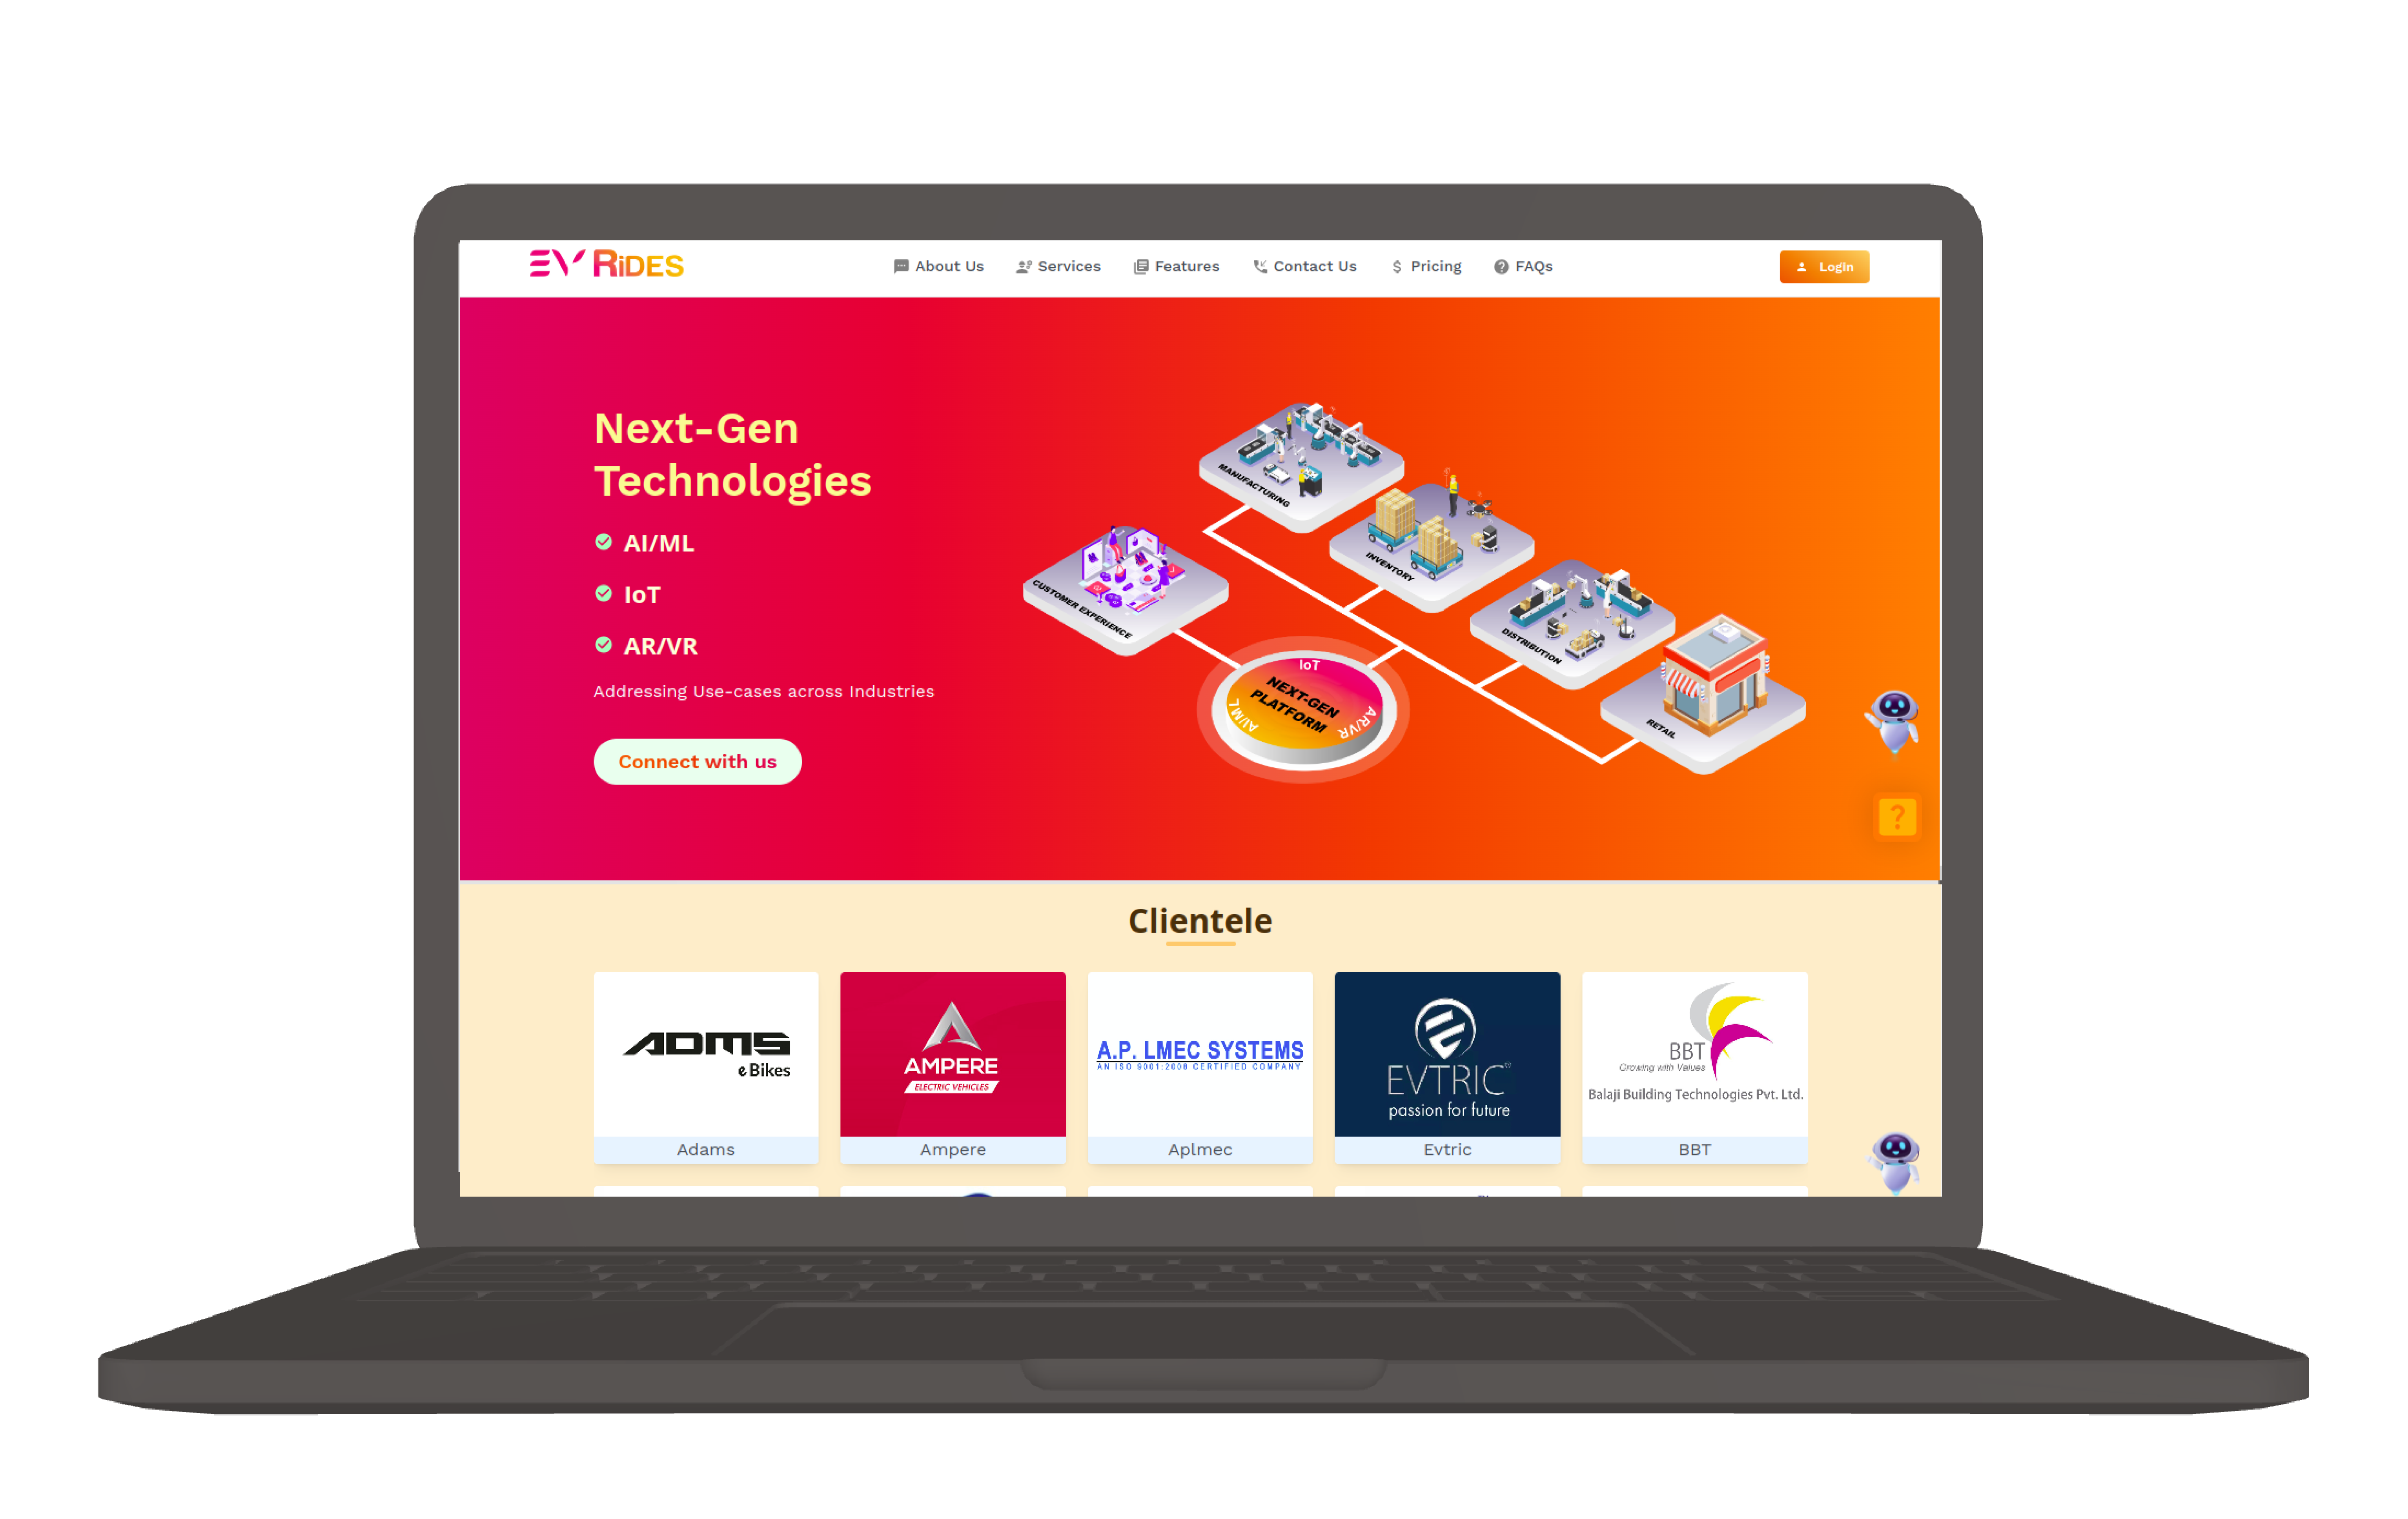 EV RiDES
About Us
Services
Features
Contact Us
Pricing
FAQs
Login
Next-Gen
Technologies
AI/ML
IoT
AR/VR
Addressing Use-cases across Industries
Connect with us
MANUFACTURING
INVENTORY
CUSTOMER EXPERIENCE
DISTRIBUTION
RETAIL
IoT
NEXT-GEN
PLATFORM
AI/ML
AR/VR
?
Clientele
ADMS
eBikes
Adams
AMPERE
ELECTRIC VEHICLES
Ampere
A.P. LMEC SYSTEMS
AN ISO 9001:2008 CERTIFIED COMPANY
Aplmec
EVTRIC
passion for future
Evtric
BBT
Growing with Values
Balaji Building Technologies Pvt. Ltd.
BBT